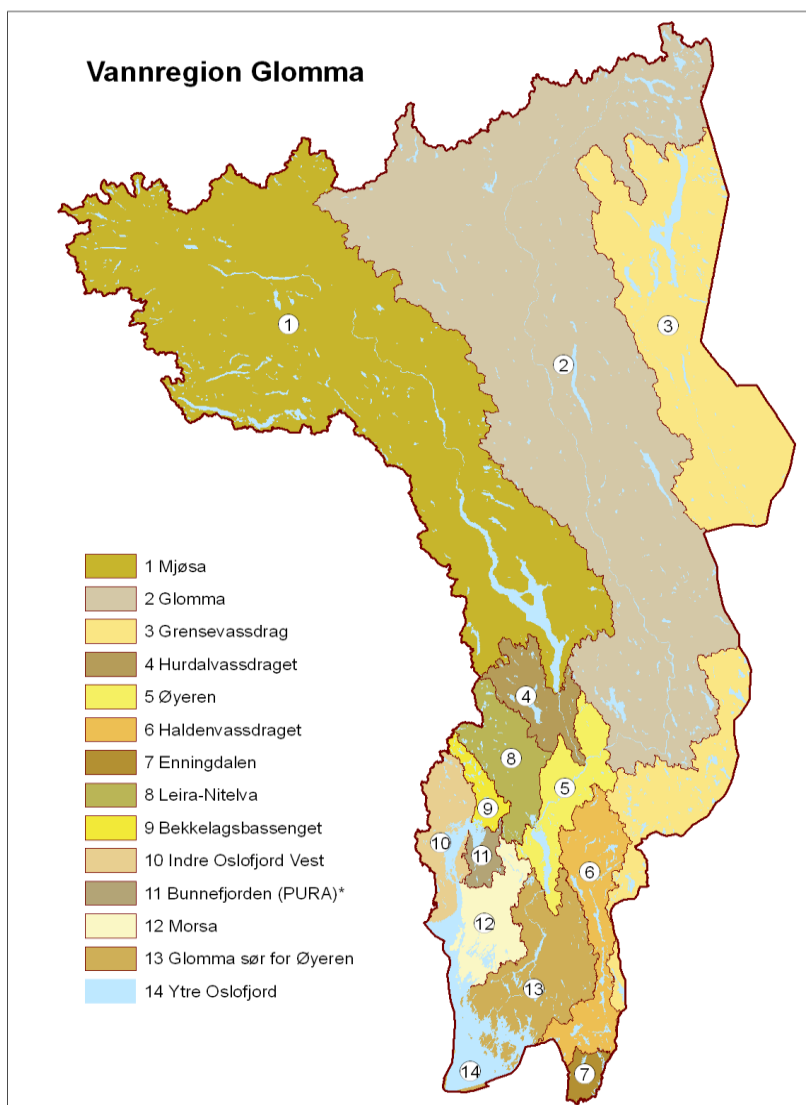 Vannregion Glomma
1
2
3
1 Mjøsa
2 Glomma
3 Grensevassdrag
4 Hurdalvassdraget
5 Øyeren
6 Haldenvassdraget
7 Enningdalen
8 Leira-Nitelva
9 Bekkelagsbassenget
10 Indre Oslofjord Vest
11 Bunnefjorden (PURA)*
12 Morsa
13 Glomma sør for Øyeren
14 Ytre Oslofjord
4
8
5
9
10
11
6
12
13
14
7